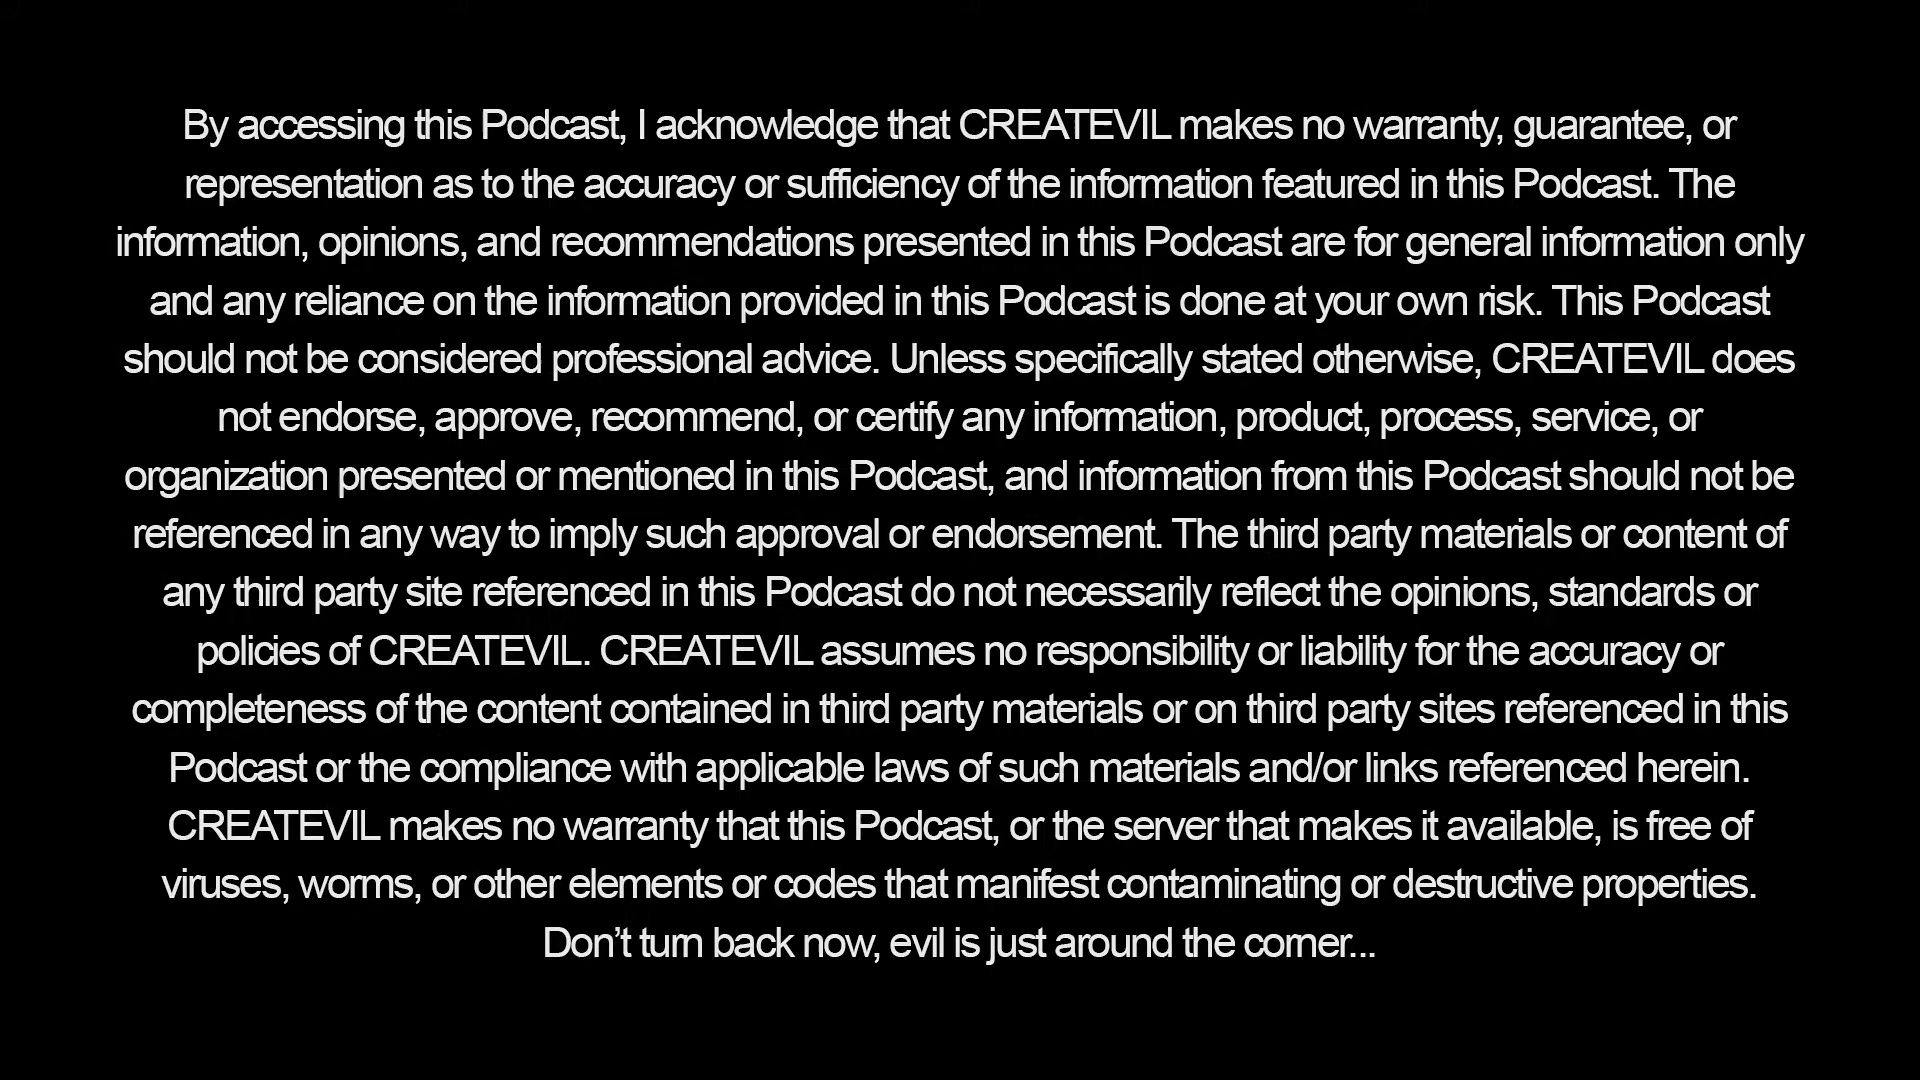 By accessing this Podcast, I acknowledge that CREATEVIL makes no warranty, guarantee, or
representation as to the accuracy or sufficiency of the information featured in this Podcast. The
information, opinions, and recommendations presented in this Podcast are for general information only
and any reliance on the information provided in this Podcast is done at your own risk. This Podcast
should not be considered professional advice. Unless specifically stated otherwise, CREATEVIL does
not endorse, approve, recommend, or certify any information, product, process, service, or
organization presented or mentioned in this Podcast, and information from this Podcast should not be
referenced in any way to imply such approval or endorsement. The third party materials or content of
any third party site referenced in this Podcast do not necessarily reflect the opinions, standards or
policies of CREATEVIL. CREATEVIL assumes no responsibility or liability for the accuracy or
completeness of the content contained in third party materials or on third party sites referenced in this
Podcast or the compliance with applicable laws of such materials and/or links referenced herein.
CREATEVIL makes no warranty that this Podcast, or the server that makes it available, is free of
viruses, worms, or other elements or codes that manifest contaminating or destructive properties.
Don’t turn back now, evil is just around the corner...